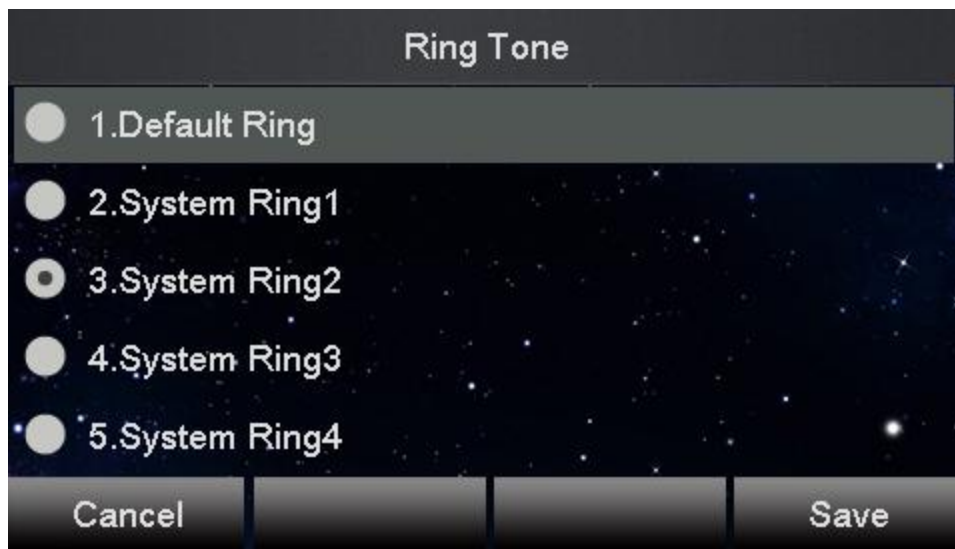 Ring Tone
1.Default Ring
2.System Ring1
3.System Ring2
4.System Ring3
5.System Ring4
Cancel Save